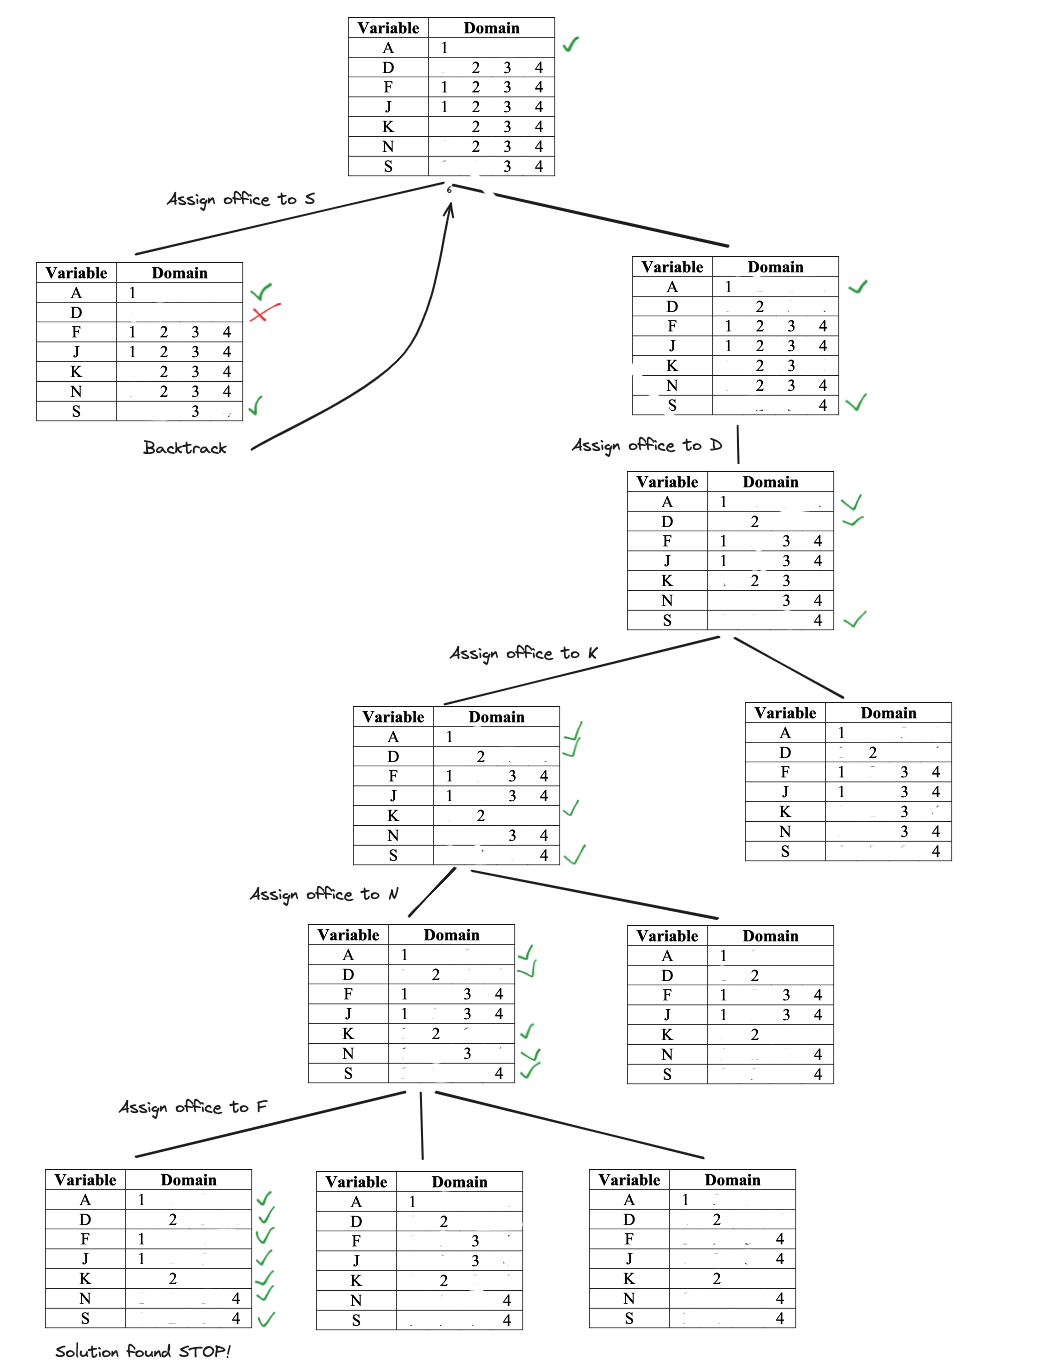 Variable Domain
A 1
D 2 3 4
F 1 2 3 4
J 1 2 3 4
K 2 3 4
N 2 3 4
S 3 4
6
Assign office to S
Variable Domain
A 1
D
F 1 2 3 4
J 1 2 3 4
K 2 3 4
N 2 3 4
S 3
Backtrack
Variable Domain
A 1
D 2
F 1 2 3 4
J 1 2 3 4
K 2 3
N 2 3 4
S 4
Assign office to D
Variable Domain
A 1
D 2
F 1 3 4
J 1 3 4
K 2 3
N 3 4
S 4
Assign office to K
Variable Domain
A 1
D 2
F 1 3 4
J 1 3 4
K 2
N 3 4
S 4
Variable Domain
A 1
D 2
F 1 3 4
J 1 3 4
K 3
N 3 4
S 4
Assign office to N
Variable Domain
A 1
D 2
F 1 3 4
J 1 3 4
K 2
N 3
S 4
Variable Domain
A 1
D 2
F 1 3 4
J 1 3 4
K 2
N 4
S 4
Assign office to F
Variable Domain
A 1
D 2
F 1
J 1
K 2
N 4
S 4
Variable Domain
A 1
D 2
F 3
J 3
K 2
N 4
S 4
Variable Domain
A 1
D 2
F 4
J 4
K 2
N 4
S 4
Solution found STOP!